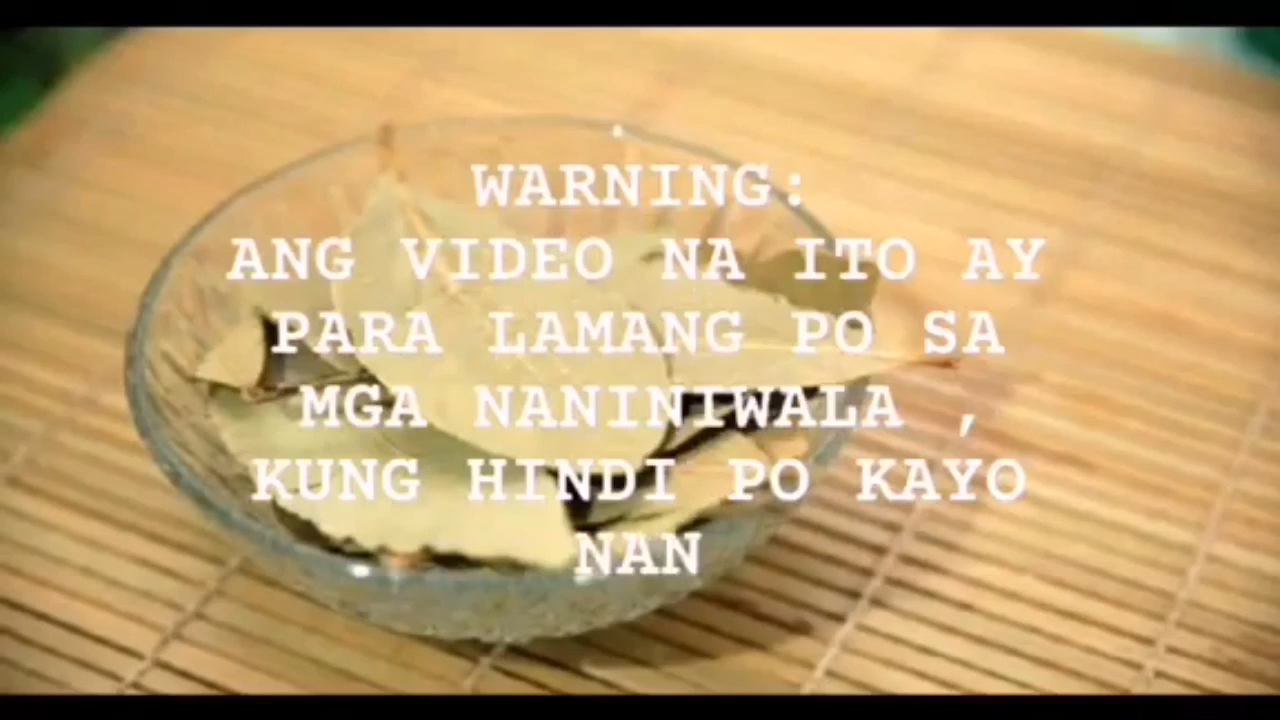 .
WARNING:
ANG VIDEO NA ITO AY
PARA LAMANG PO SA
MGA NANINIWALA ,
KUNG HINDI PO KAYO
NAN